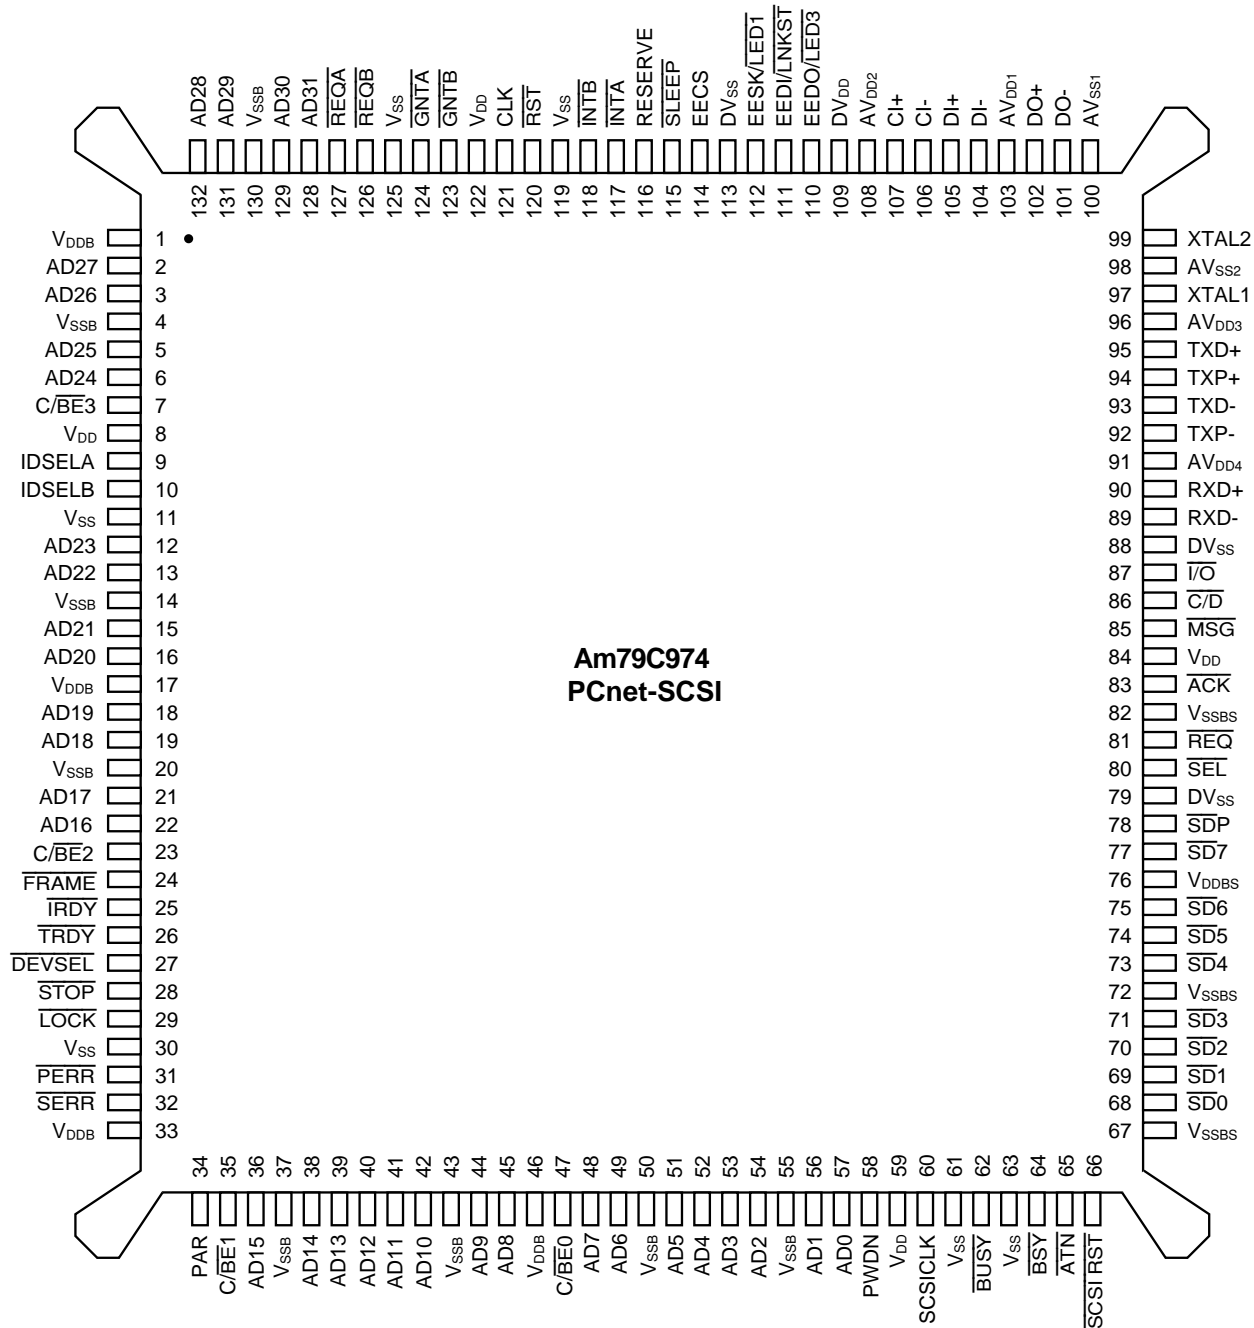 AD28
AD29
VSSB
AD30
AD31
REQA
REQB
VSS
GNTA
GNTB
VDD
CLK
RST
VSS
INTB
INTA
RESERVE
SLEEP
EECS
DVSS
EESK/LED1
EEDI/LNKST
EEDO/LED3
DVDD
AVDD2
CI+
CI-
DI+
DI-
AVDD1
DO+
DO-
AVSS1
132 131 130 129 128 127 126 125 124 123 122 121 120 119 118 117 116 115 114 113 112 111 110 109 108 107 106 105 104 103 102 101 100
VDDB 1
AD27 2
AD26 3
VSSB 4
AD25 5
AD24 6
C/BE3 7
VDD 8
IDSELA 9
IDSELB 10
VSS 11
AD23 12
AD22 13
VSSB 14
AD21 15
AD20 16
VDDB 17
AD19 18
AD18 19
VSSB 20
AD17 21
AD16 22
C/BE2 23
FRAME 24
IRDY 25
TRDY 26
DEVSEL 27
STOP 28
LOCK 29
VSS 30
PERR 31
SERR 32
VDDB 33
Am79C974
PCnet-SCSI
99 XTAL2
98 AVSS2
97 XTAL1
96 AVDD3
95 TXD+
94 TXP+
93 TXD-
92 TXP-
91 AVDD4
90 RXD+
89 RXD-
88 DVSS
87 I/O
86 C/D
85 MSG
84 VDD
83 ACK
82 VSSBS
81 REQ
80 SEL
79 DVSS
78 SDP
77 SD7
76 VDDBS
75 SD6
74 SD5
73 SD4
72 VSSBS
71 SD3
70 SD2
69 SD1
68 SD0
67 VSSBS
34 35 36 37 38 39 40 41 42 43 44 45 46 47 48 49 50 51 52 53 54 55 56 57 58 59 60 61 62 63 64 65 66
PAR
C/BE1
AD15
VSSB
AD14
AD13
AD12
AD11
AD10
VSSB
AD9
AD8
VDDB
C/BE0
AD7
AD6
VSSB
AD5
AD4
AD3
AD2
VSSB
AD1
AD0
PWDN
VDD
SCSICLK
VSS
BUSY
VSS
BSY
ATN
SCSI RST